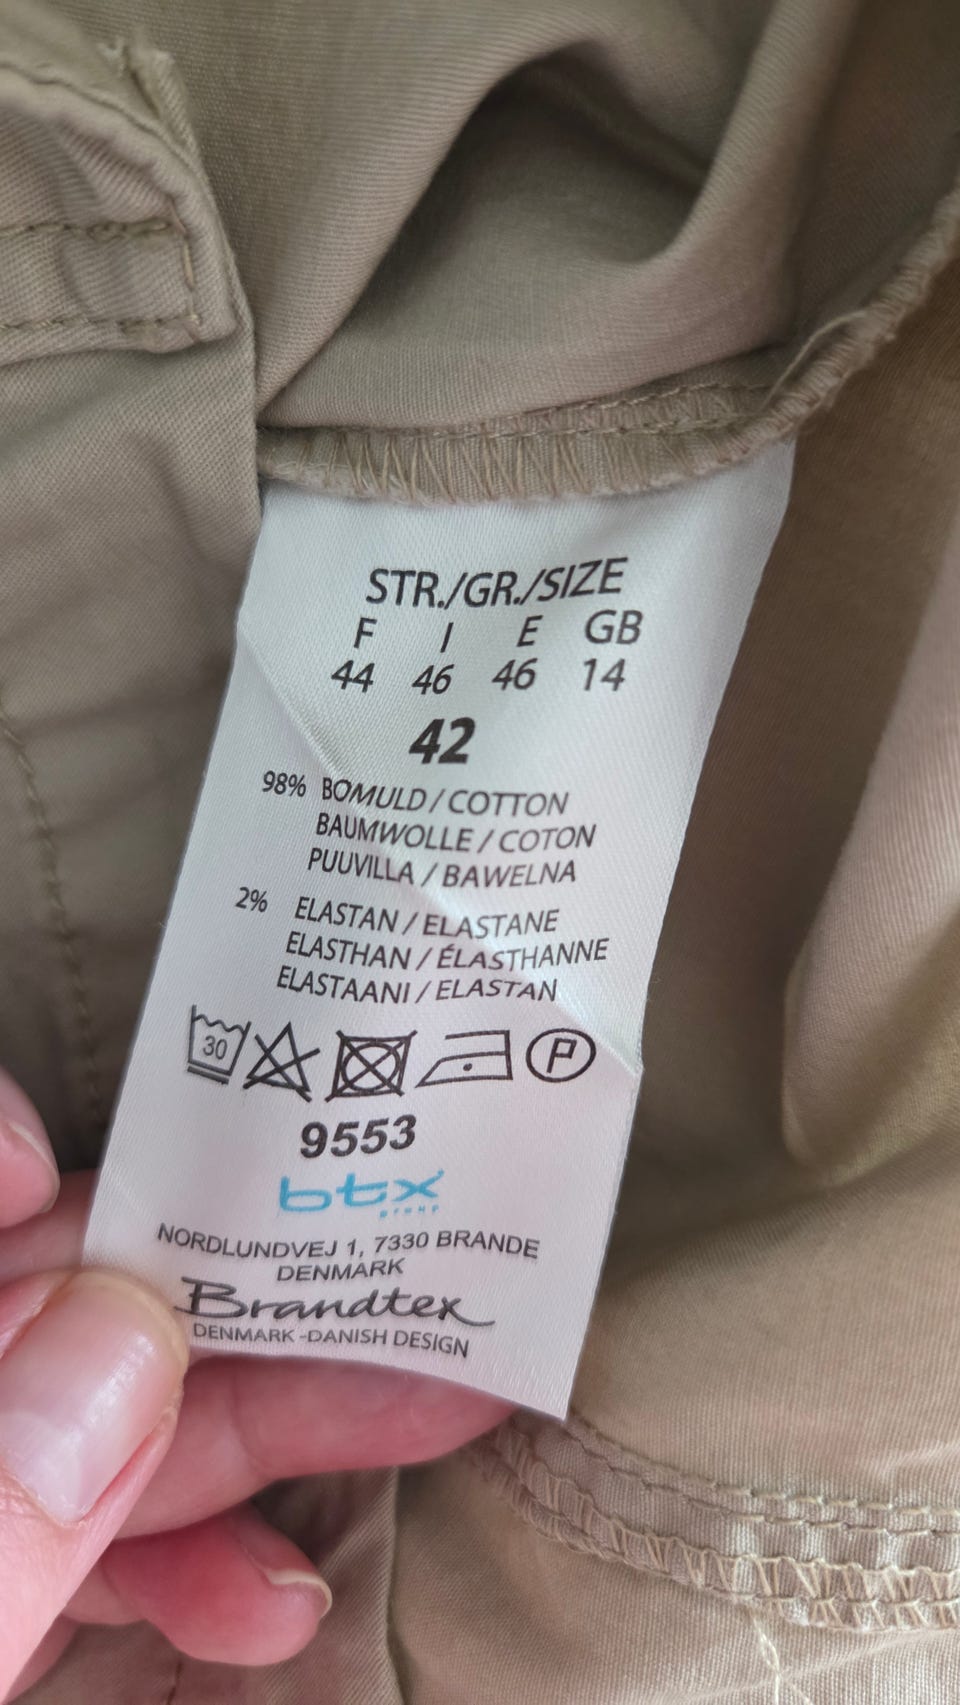 STR./GR./SIZE
F I E GB
44 46 46 14
42
98% BOMULD / COTTON
BAUMWOLLE / COTON
PUUVILLA / BAWELNA
2% ELASTAN / ELASTANE
ELASTHAN / ÉLASTHANNE
ELASTAANI / ELASTAN
30 P
9553
btx
group
NORDLUNDVEJ 1, 7330 BRANDE
DENMARK
Brandtex
DENMARK -DANISH DESIGN